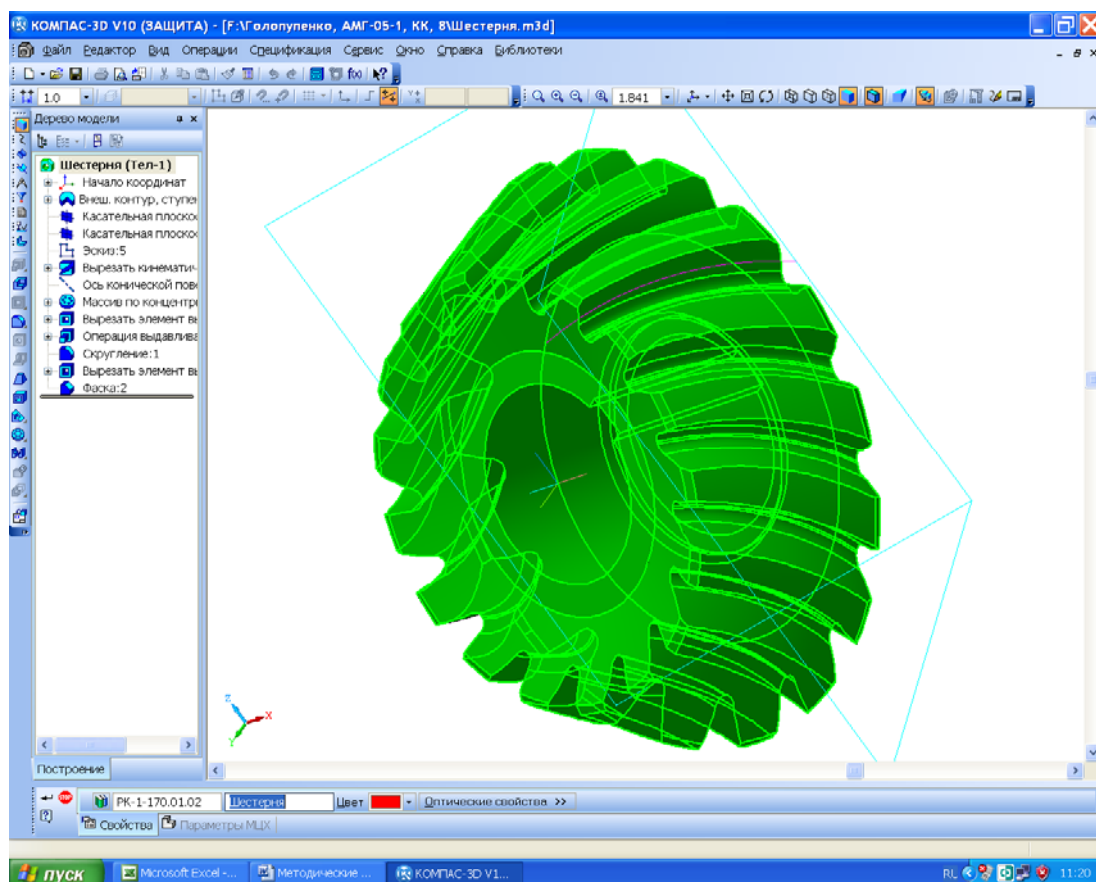 КОМПАС-3D V10 (ЗАЩИТА) - [F:\Голопупенко, АМГ-05-1, КК, 8\Шестерня.m3d]
Файл Редактор Вид Операции Спецификация Сервис Окно Справка Библиотеки
f(x)
1.0 1.841
Дерево модели
Шестерня (Тел-1)
Начало координат
Внеш. контур, ступен
Касательная плоско
Касательная плоско
Эскиз:5
Вырезать кинемати
Ось конической пове
Массив по концентр
Вырезать элемент вы
Операция выдавлива
Скругление:1
Вырезать элемент вы
Фаска:2
Z
X
Y
Построение
РК-1-170.01.02 Шестерня Цвет Оптические свойства >>
Свойства Параметры МЦХ
пуск Microsoft Excel -... Методические ... КОМПАС-3D V1... RL 11:20